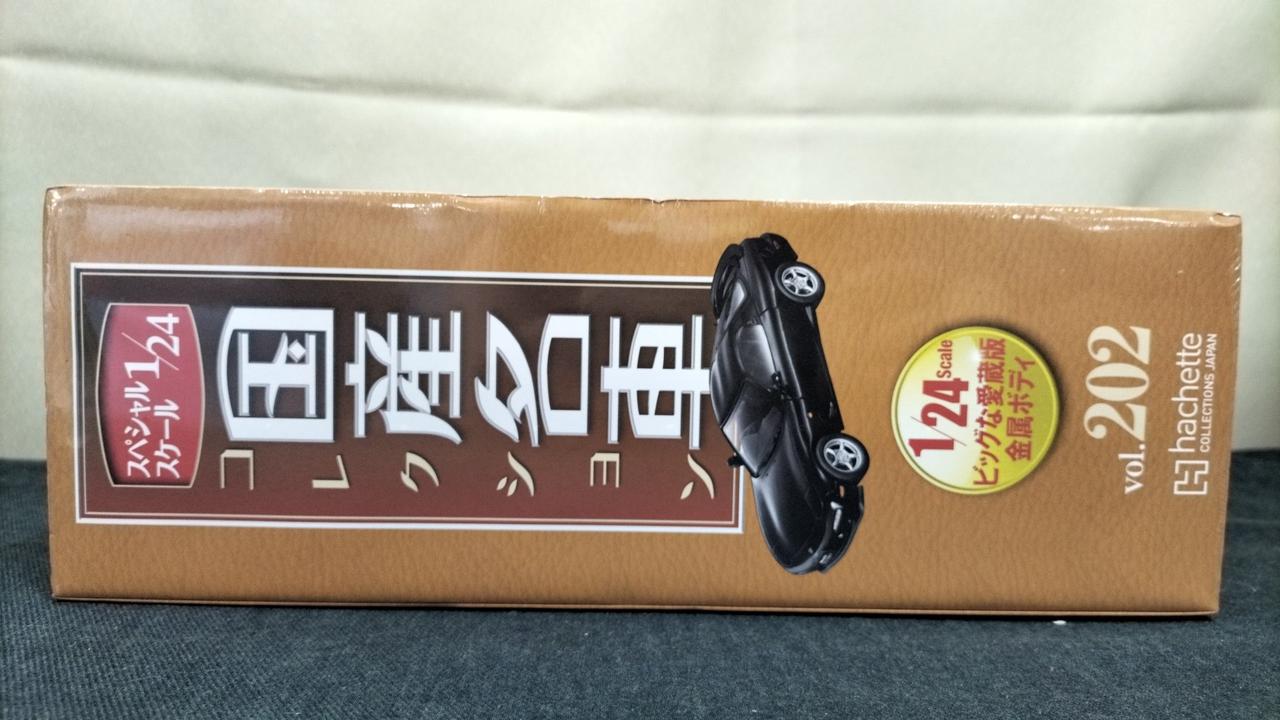 スペシャル
スケール1/24
国産名車
コレクション
1/24 Scale
ビッグな愛蔵版
金属ボディ
vol.202
hachette
COLLECTIONS JAPAN